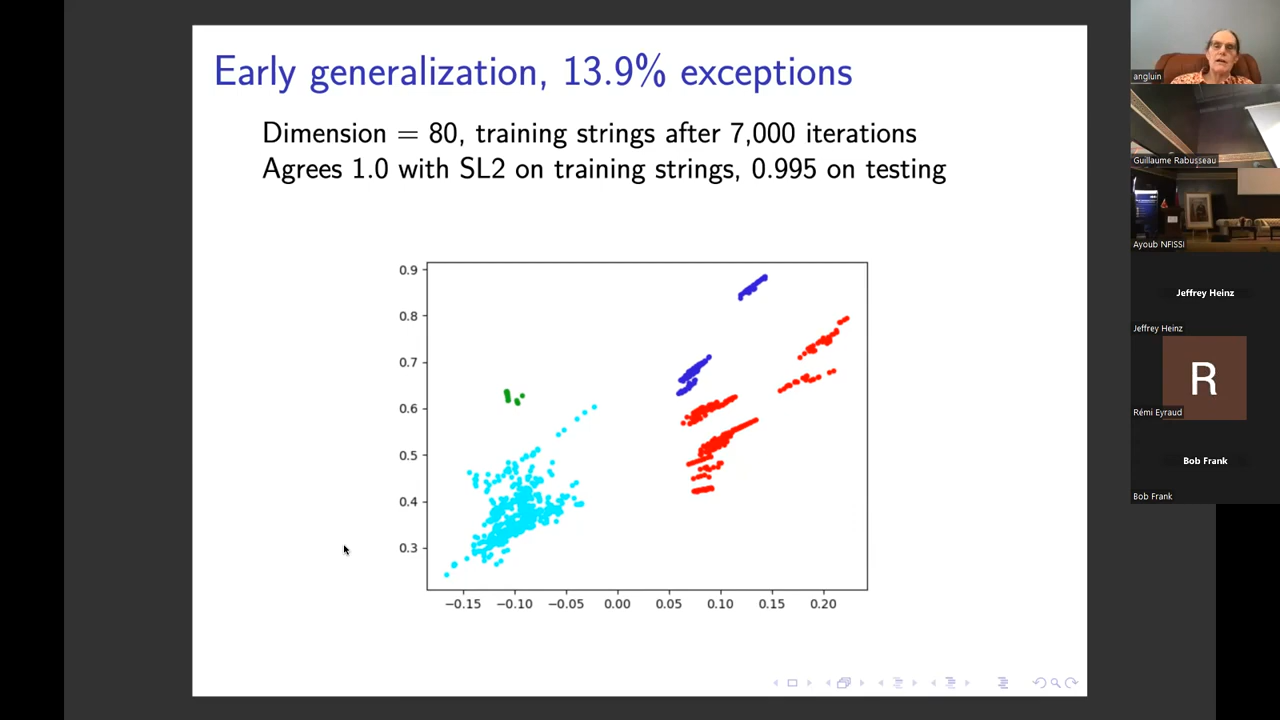 Early generalization, 13.9% exceptions
Dimension = 80, training strings after 7,000 iterations
Agrees 1.0 with SL2 on training strings, 0.995 on testing
0.9
0.8
0.7
0.6
0.5
0.4
0.3
−0.15 −0.10 −0.05 0.00 0.05 0.10 0.15 0.20
angluin
Guillaume Rabusseau
Ayoub NFISSI
Jeffrey Heinz
Jeffrey Heinz
R
Rémi Eyraud
Bob Frank
Bob Frank